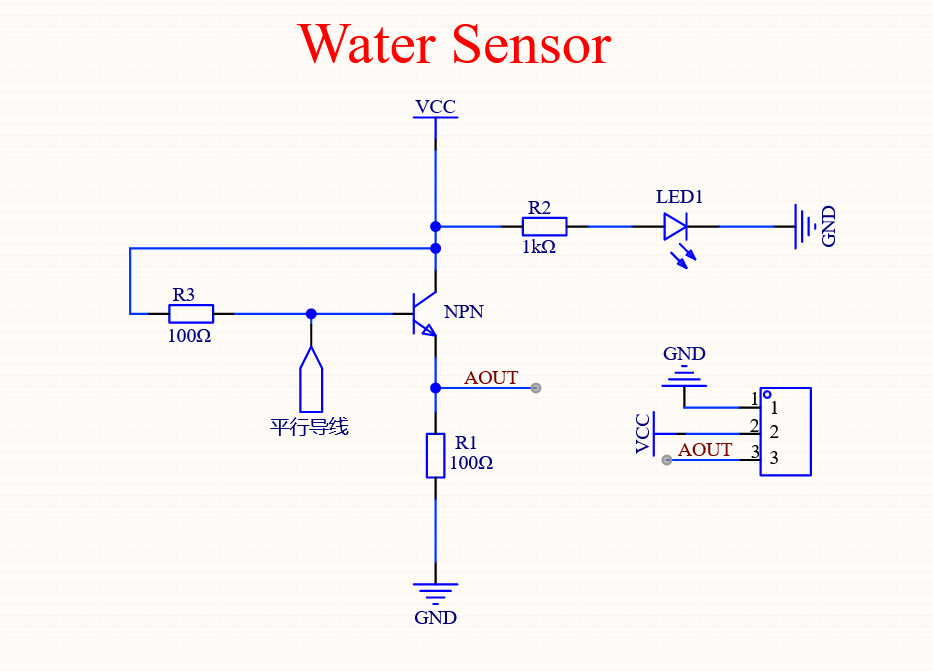 Water Sensor
VCC
LED1
R2
GND
1kΩ
R3
NPN
100Ω
GND
AOUT
1
1
VCC
2
2
平行导线
R1
AOUT
3
3
100Ω
GND